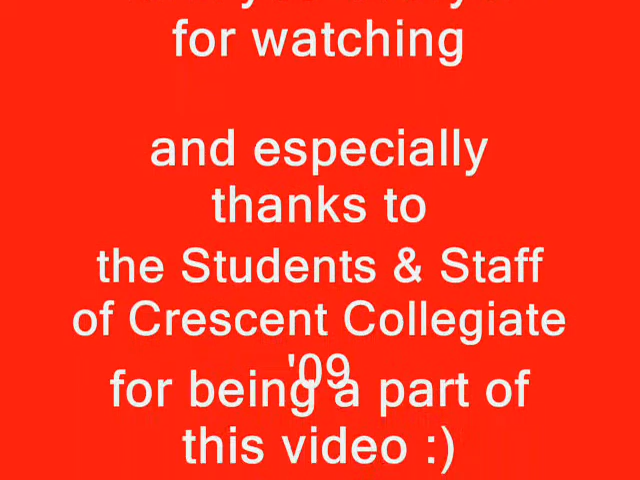 for watching
and especially
thanks to
the Students & Staff
of Crescent Collegiate
'09
for being a part of
this video :)